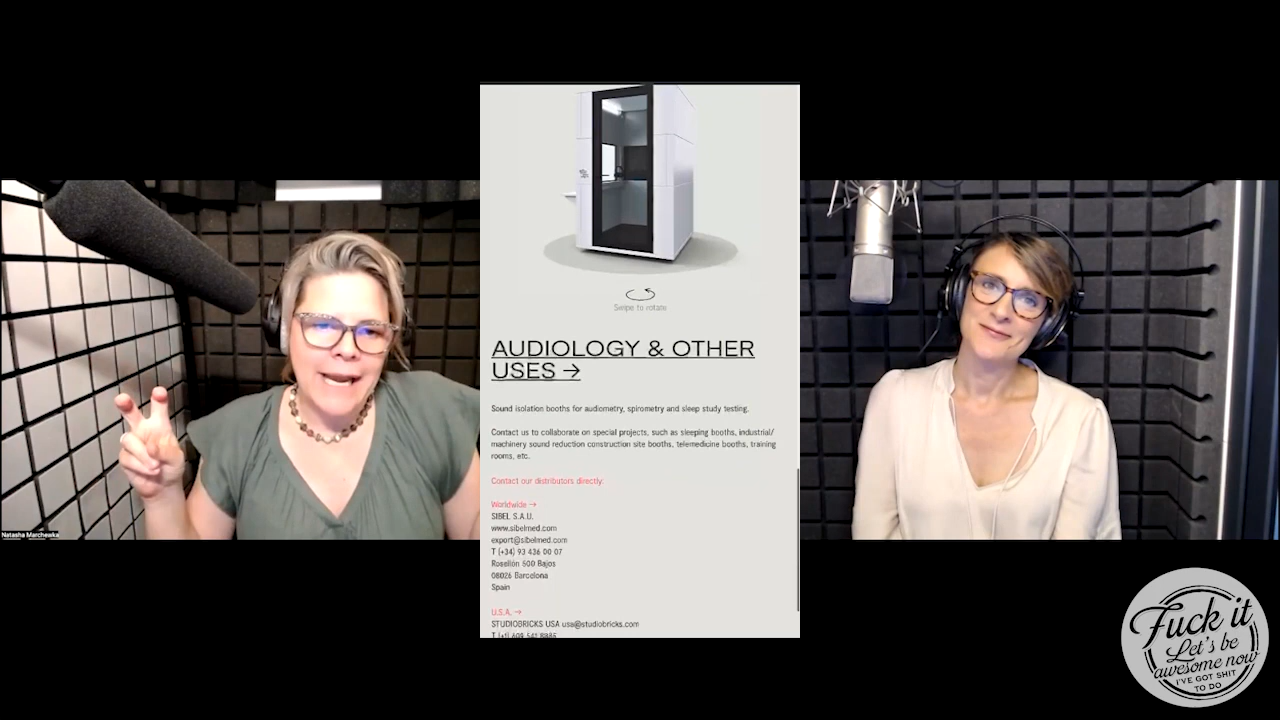 Swipe to rotate
AUDIOLOGY & OTHER
USES →
Sound isolation booths for audiometry, spirometry and sleep study testing.
Contact us to collaborate on special projects, such as sleeping booths, industrial/
machinery sound reduction construction site booths, telemedicine booths, training
rooms, etc.
Contact our distributors directly:
Worldwide →
SIBEL S.A.U.
www.sibelmed.com
export@sibelmed.com
T (+34) 93 436 00 07
Rosellón 500 Bajos
08026 Barcelona
Spain
U.S.A. →
STUDIOBRICKS USA usa@studiobricks.com
T (+1) 609 541 8885
Natasha Marchewka
Fuck it
Let's be
awesome now
I'VE GOT SHIT
TO DO